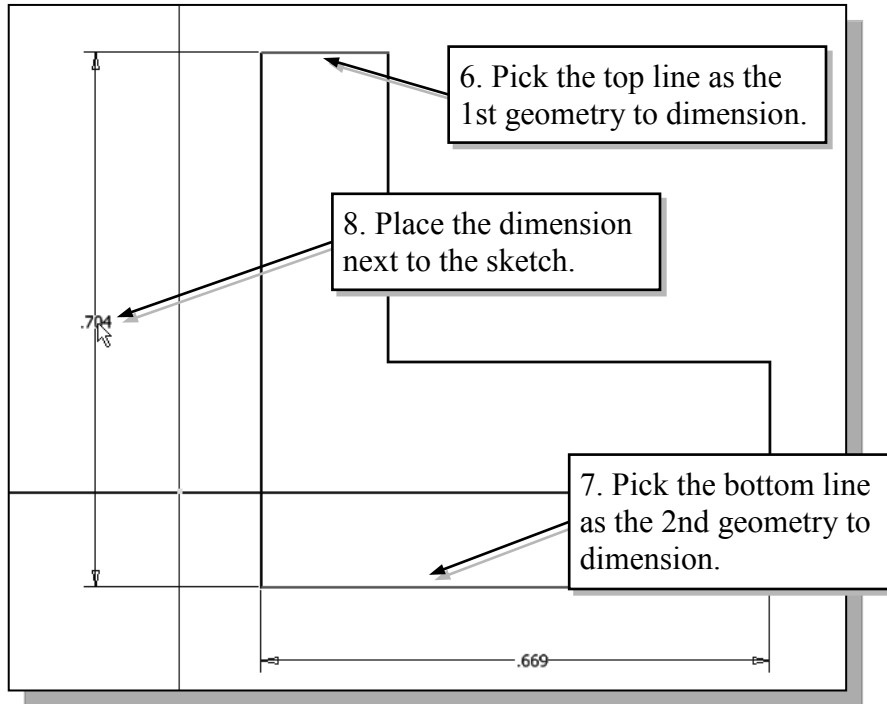 6. Pick the top line as the
1st geometry to dimension.
8. Place the dimension
next to the sketch.
.704
7. Pick the bottom line
as the 2nd geometry to
dimension.
.669